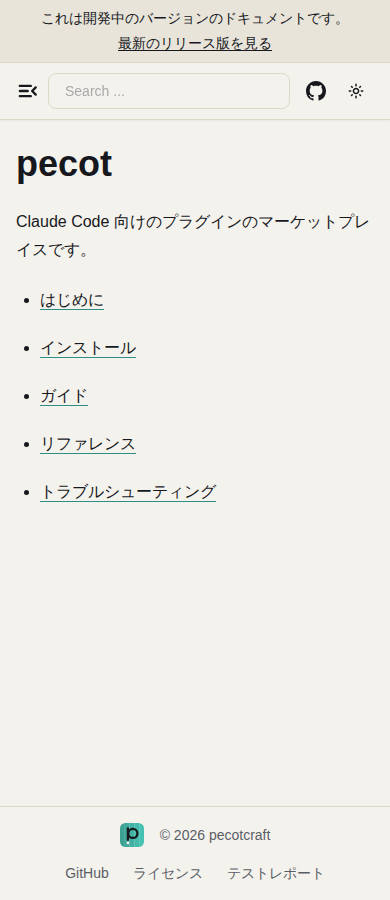 これは開発中のバージョンのドキュメントです。
最新のリリース版を見る
Search ...
pecot
Claude Code 向けのプラグインのマーケットプレ
イスです。
はじめに
インストール
ガイド
リファレンス
トラブルシューティング
© 2026 pecotcraft
GitHub ライセンス テストレポート